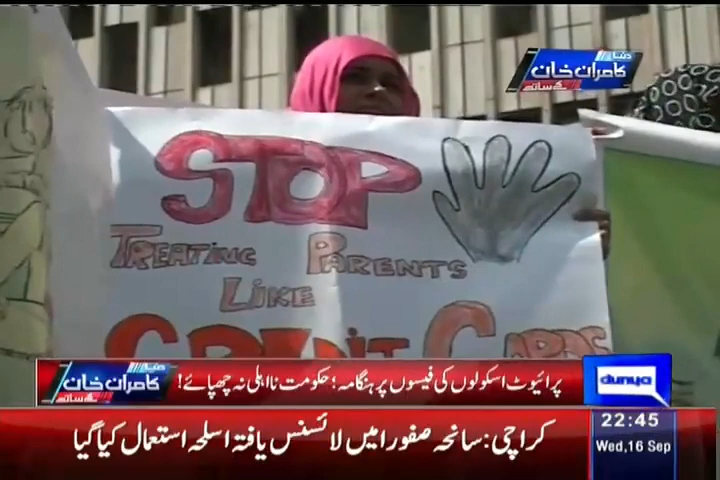 دنیا
کامران خان
کے ساتھ
STOP
TREATING PARENTS
LIKE
CREDIT CARDS
دنیا
کامران خان
کے ساتھ
پرائیوٹ اسکولوں کی فیسوں پر ہنگامہ ؛ حکومت نااہلی نہ چھپائے !
dunya
22:45
Wed,16 Sep
کراچی: سانحہ صفورا میں لائسنس یافتہ اسلحہ استعمال کیا گیا